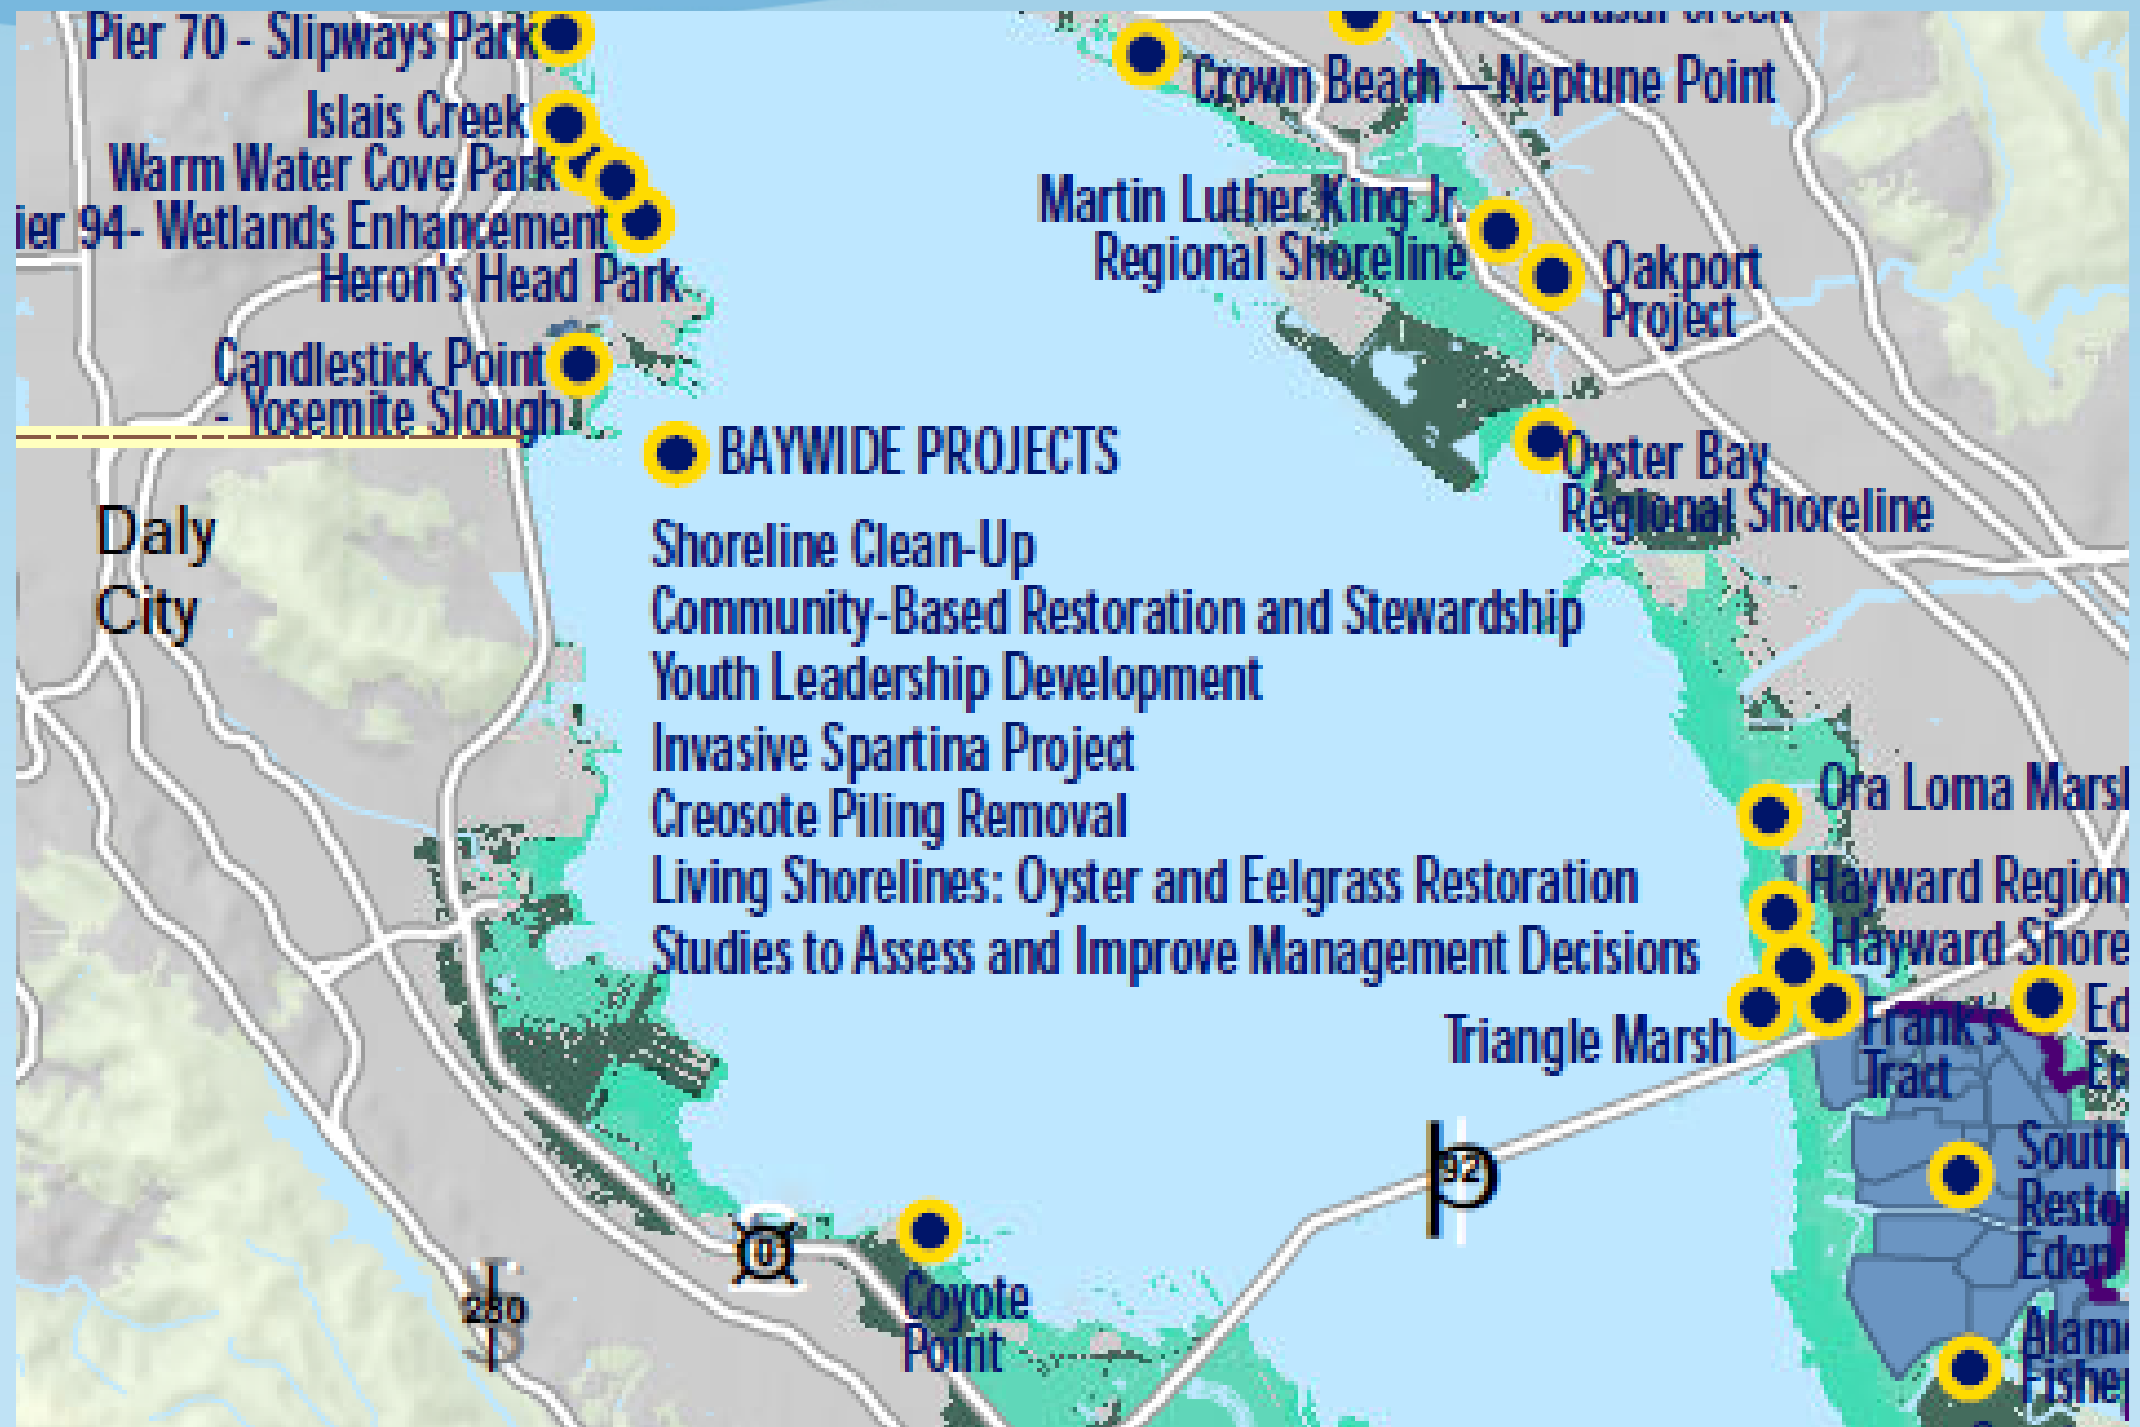 Pier 70 - Slipways Park
Islais Creek
Warm Water Cove Park
ier 94- Wetlands Enhancement
Heron's Head Park
Candlestick Point
- Yosemite Slough
Crown Beach – Neptune Point
Martin Luther King Jr.
Regional Shoreline
Oakport
Project
Oyster Bay
Regional Shoreline
BAYWIDE PROJECTS
Shoreline Clean-Up
Community-Based Restoration and Stewardship
Youth Leadership Development
Invasive Spartina Project
Creosote Piling Removal
Living Shorelines: Oyster and Eelgrass Restoration
Studies to Assess and Improve Management Decisions
Daly
City
Ora Loma Mars
Hayward Region
Hayward Shore
Triangle Marsh
Frank's
Tract
Ed
South
Resto
Eden
Alam
Fishe
92
Coyote
Point
280